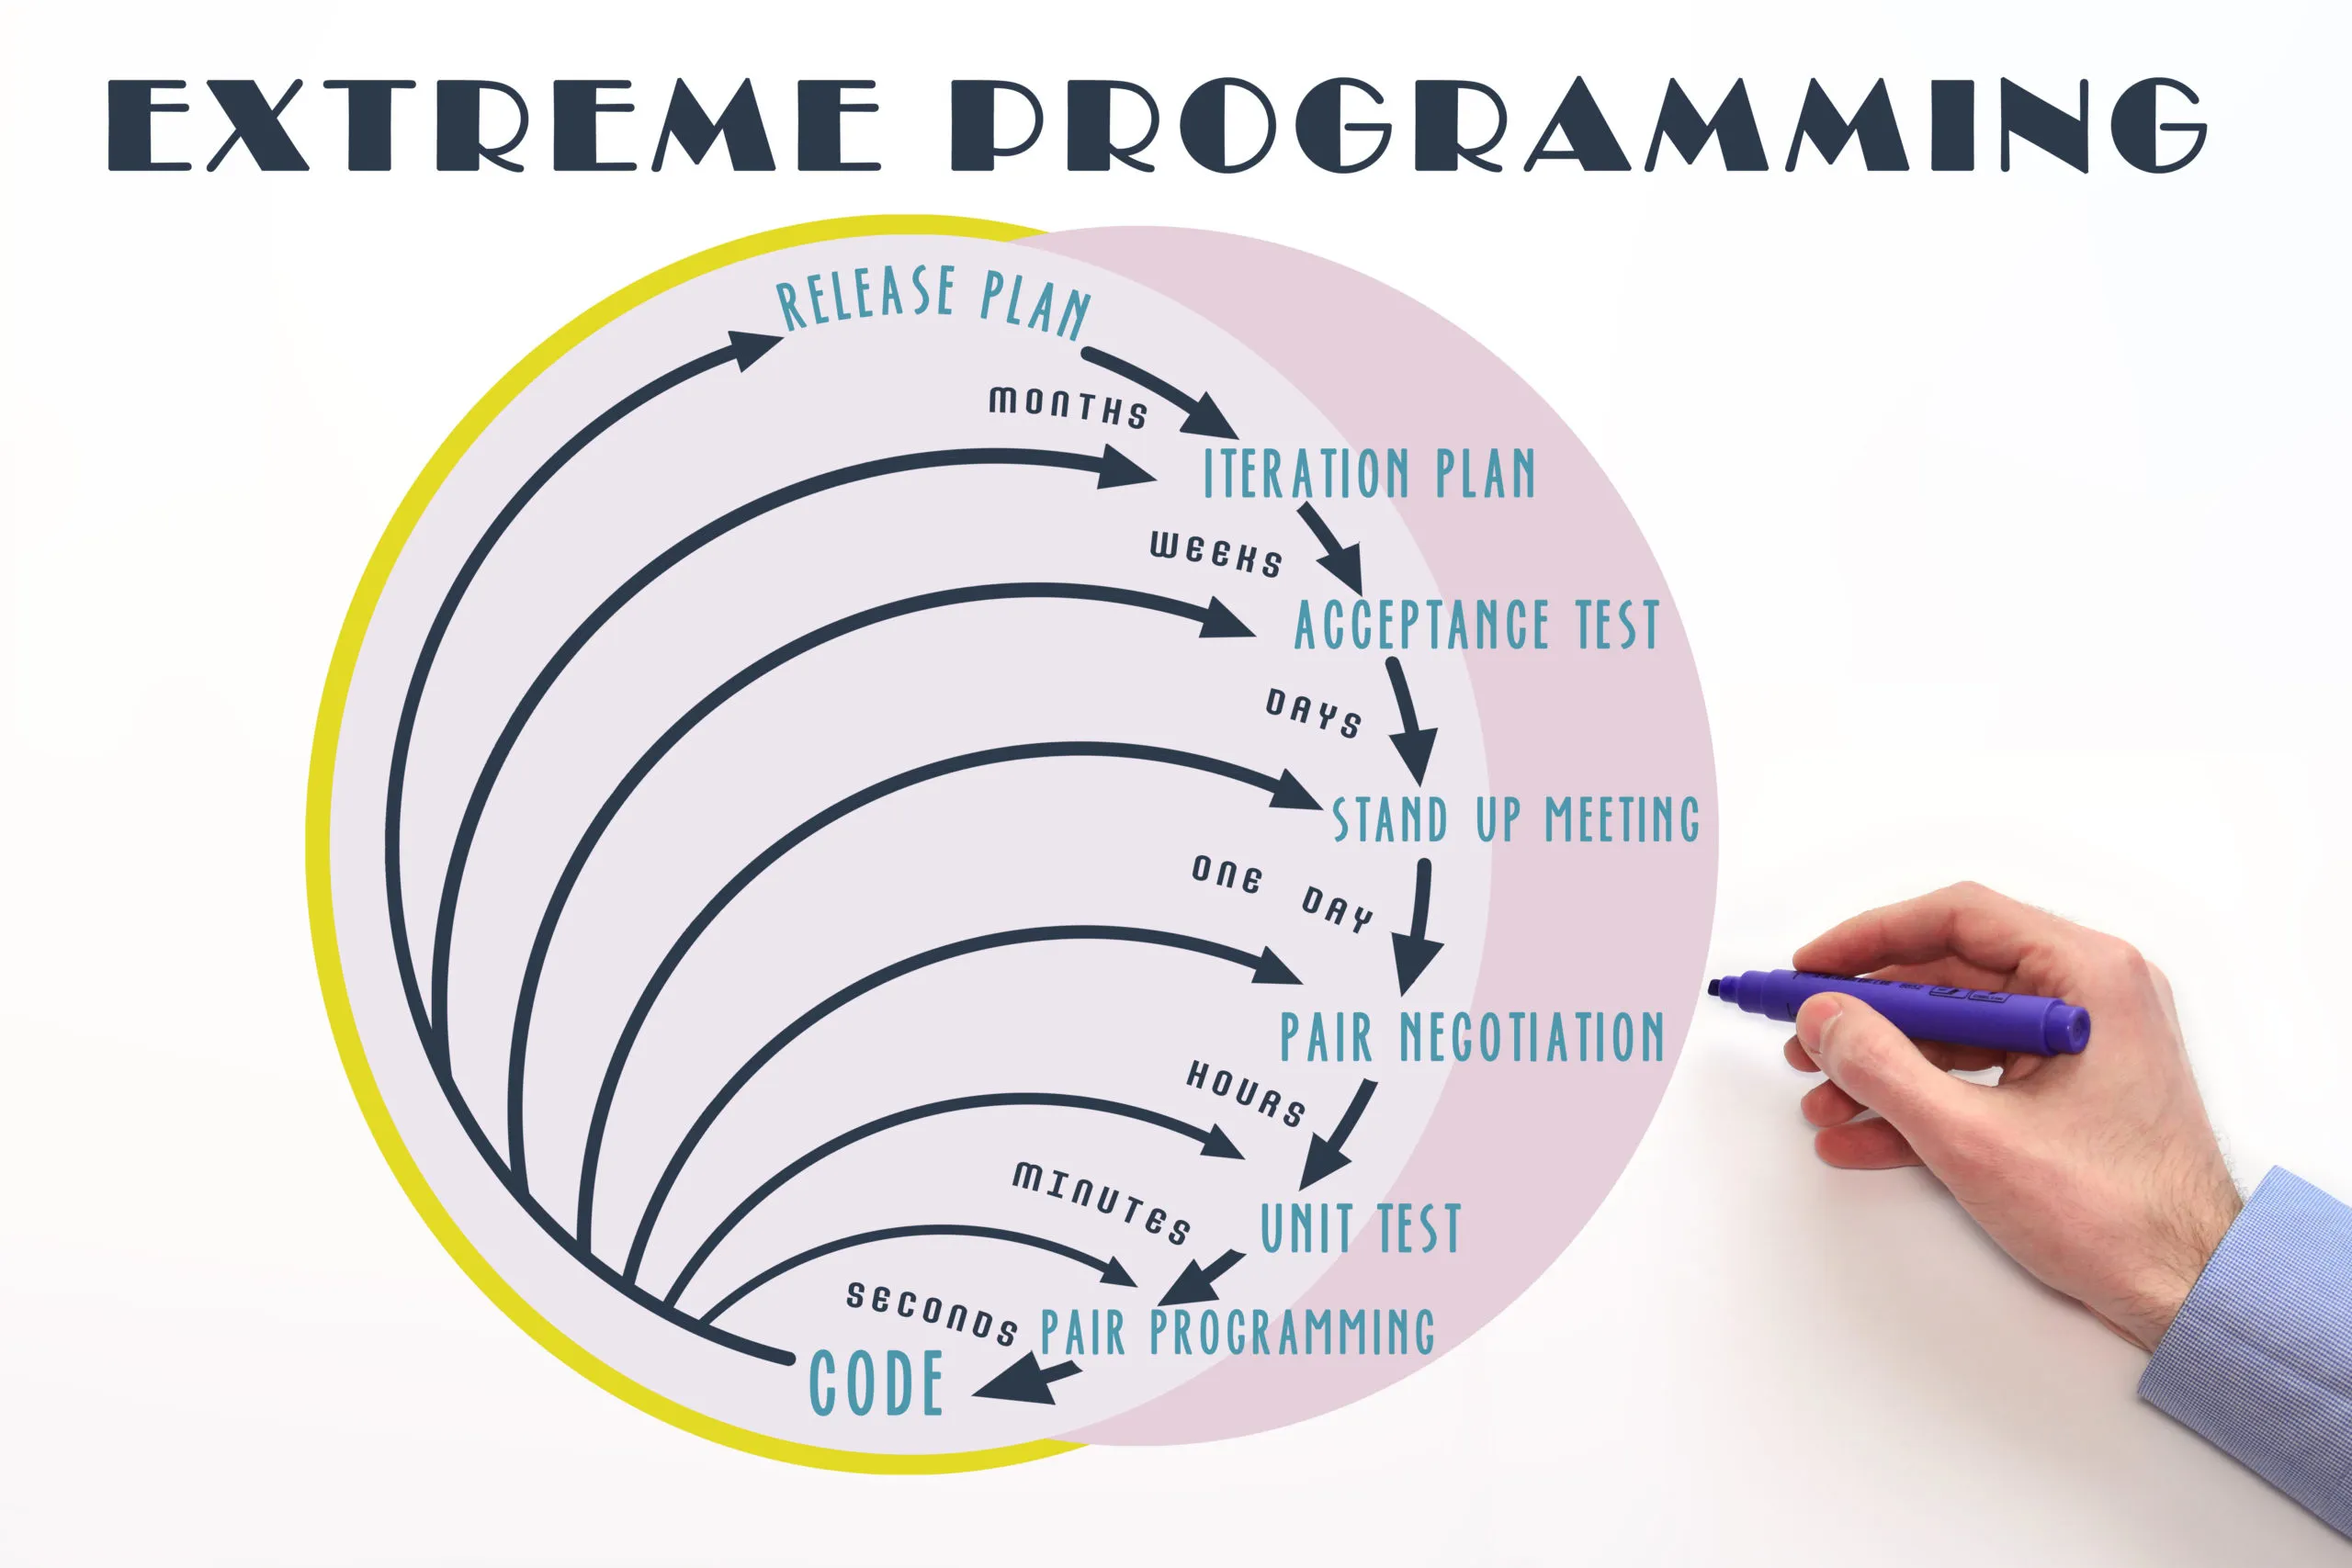 EXTREME PROGRAMMING
RELEASE PLAN
MONTHS
ITERATION PLAN
WEEKS
ACCEPTANCE TEST
DAYS
STAND UP MEETING
ONE DAY
PAIR NEGOTIATION
HOURS
UNIT TEST
MINUTES
PAIR PROGRAMMING
SECONDS
CODE